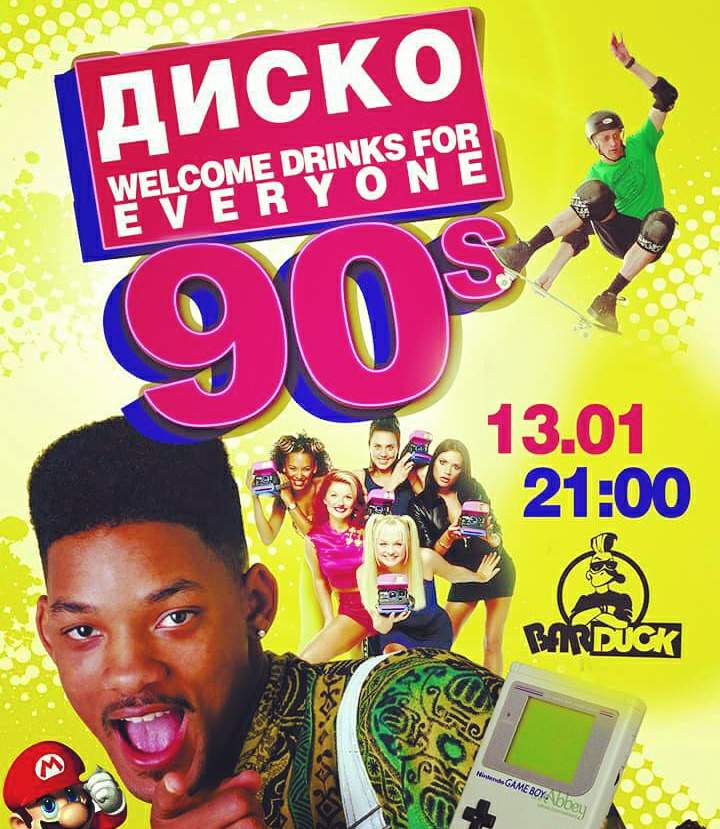 ДИСКО
WELCOME DRINKS FOR
EVERYONE
90s
13.01
21:00
BAR DUCK
M
Nintendo GAME BOY
Abbey